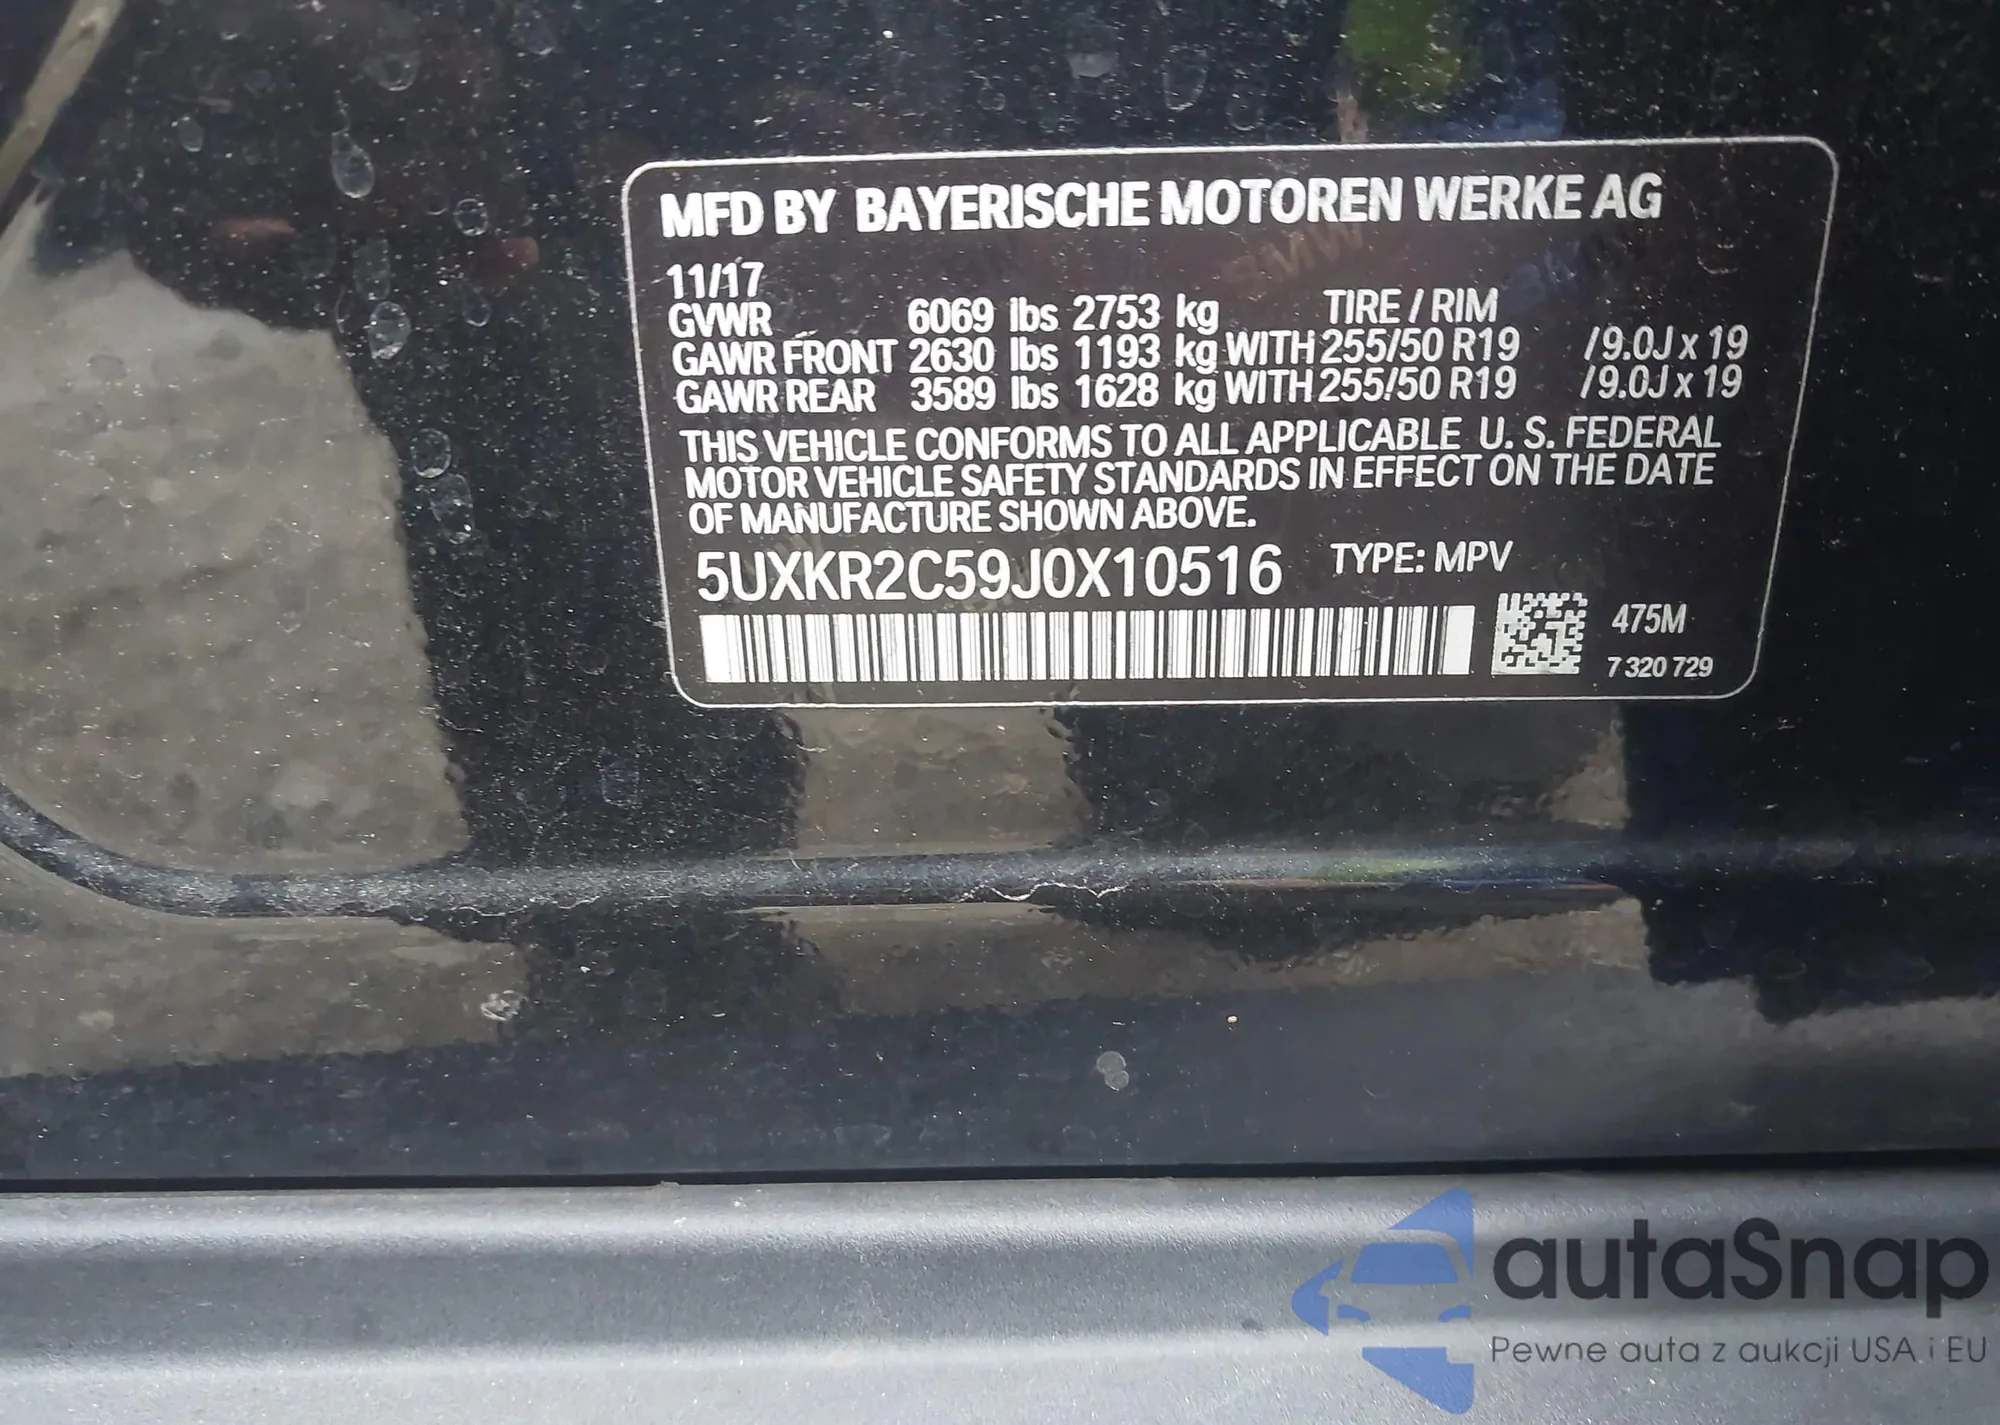 MFD BY BAYERISCHE MOTOREN WERKE AG
11/17
GVWR 6069 lbs 2753 kg TIRE / RIM
GAWR FRONT 2630 lbs 1193 kg WITH 255/50 R19 /9.0J x 19
GAWR REAR 3589 lbs 1628 kg WITH 255/50 R19 /9.0J x 19
THIS VEHICLE CONFORMS TO ALL APPLICABLE U. S. FEDERAL
MOTOR VEHICLE SAFETY STANDARDS IN EFFECT ON THE DATE
OF MANUFACTURE SHOWN ABOVE.
5UXKR2C59J0X10516 TYPE: MPV
475M
7 320 729
autaSnap
Pewne auta z aukcji USA i EU